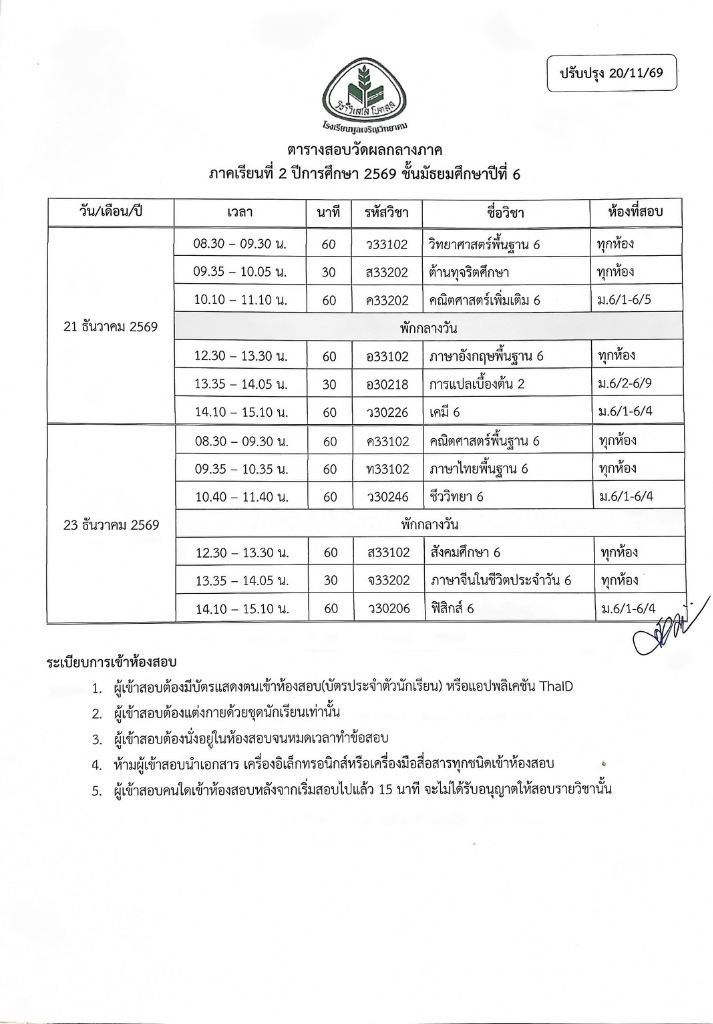 ปรับปรุง 20/11/69
โรงเรียนพูลเจริญวิทยาคม
ตารางสอบวัดผลกลางภาค
ภาคเรียนที่ 2 ปีการศึกษา 2569 ชั้นมัธยมศึกษาปีที่ 6
วัน/เดือน/ปี เวลา นาที รหัสวิชา ชื่อวิชา ห้องที่สอบ
21 ธันวาคม 2569
08.30 – 09.30 น. 60 ว33102 วิทยาศาสตร์พื้นฐาน 6 ทุกห้อง
09.35 – 10.05 น. 30 ส33202 ต้านทุจริตศึกษา ทุกห้อง
10.10 – 11.10 น. 60 ค33202 คณิตศาสตร์เพิ่มเติม 6 ม.6/1-6/5
พักกลางวัน
12.30 – 13.30 น. 60 อ33102 ภาษาอังกฤษพื้นฐาน 6 ทุกห้อง
13.35 – 14.05 น. 30 อ30218 การแปลเบื้องต้น 2 ม.6/2-6/9
14.10 – 15.10 น. 60 ว30226 เคมี 6 ม.6/1-6/4
23 ธันวาคม 2569
08.30 – 09.30 น. 60 ค33102 คณิตศาสตร์พื้นฐาน 6 ทุกห้อง
09.35 – 10.35 น. 60 ท33102 ภาษาไทยพื้นฐาน 6 ทุกห้อง
10.40 – 11.40 น. 60 ว30246 ชีววิทยา 6 ม.6/1-6/4
พักกลางวัน
12.30 – 13.30 น. 60 ส33102 สังคมศึกษา 6 ทุกห้อง
13.35 – 14.05 น. 30 จ33202 ภาษาจีนในชีวิตประจำวัน 6 ทุกห้อง
14.10 – 15.10 น. 60 ว30206 ฟิสิกส์ 6 ม.6/1-6/4
ระเบียบการเข้าห้องสอบ
1. ผู้เข้าสอบต้องมีบัตรแสดงตนเข้าห้องสอบ(บัตรประจำตัวนักเรียน) หรือแอปพลิเคชัน ThaID
2. ผู้เข้าสอบต้องแต่งกายด้วยชุดนักเรียนเท่านั้น
3. ผู้เข้าสอบต้องนั่งอยู่ในห้องสอบจนหมดเวลาทำข้อสอบ
4. ห้ามผู้เข้าสอบนำเอกสาร เครื่องอิเล็กทรอนิกส์หรือเครื่องมือสื่อสารทุกชนิดเข้าห้องสอบ
5. ผู้เข้าสอบคนใดเข้าห้องสอบหลังจากเริ่มสอบไปแล้ว 15 นาที จะไม่ได้รับอนุญาตให้สอบรายวิชานั้น